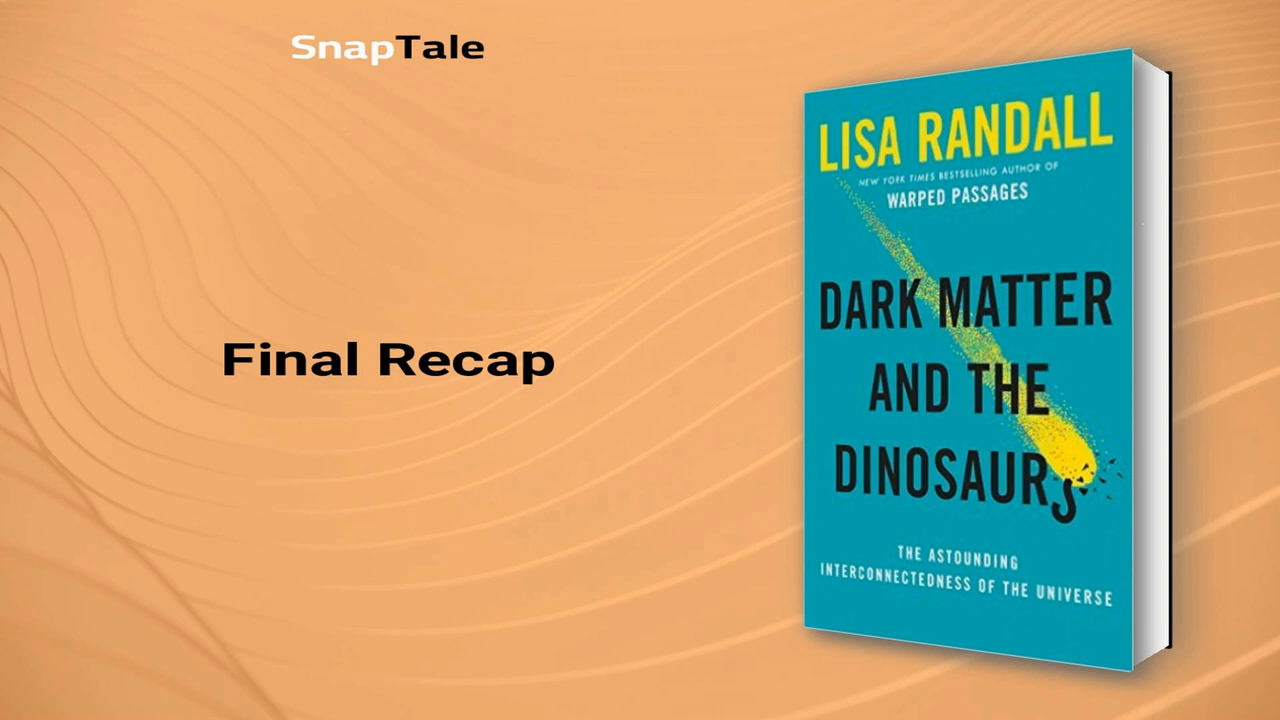 SnapTale
Final Recap
LISA RANDALL
NEW YORK TIMES BESTSELLING AUTHOR OF
WARPED PASSAGES
DARK MATTER
AND THE
DINOSAURS
THE ASTOUNDING
INTERCONNECTEDNESS OF THE UNIVERSE